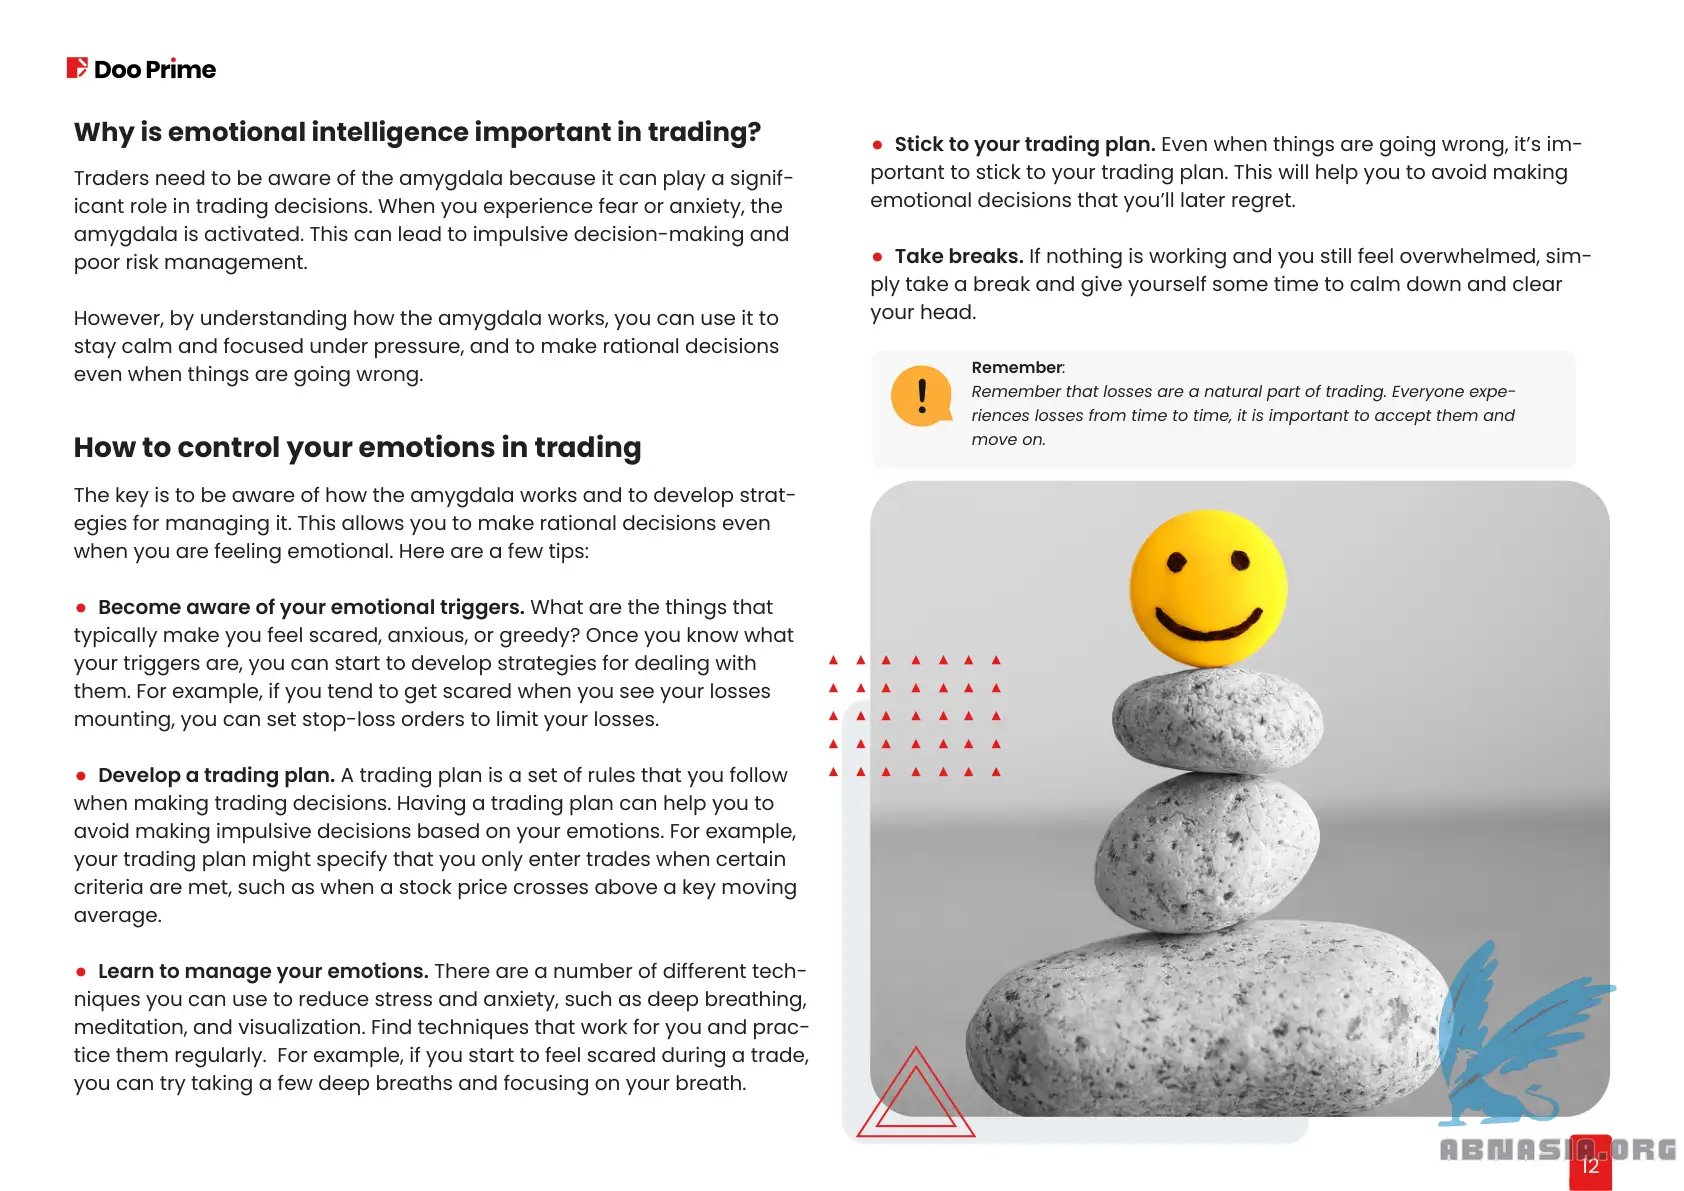 Doo Prime
Why is emotional intelligence important in trading?
Traders need to be aware of the amygdala because it can play a signif-
icant role in trading decisions. When you experience fear or anxiety, the
amygdala is activated. This can lead to impulsive decision-making and
poor risk management.
However, by understanding how the amygdala works, you can use it to
stay calm and focused under pressure, and to make rational decisions
even when things are going wrong.
How to control your emotions in trading
The key is to be aware of how the amygdala works and to develop strat-
egies for managing it. This allows you to make rational decisions even
when you are feeling emotional. Here are a few tips:
● Become aware of your emotional triggers. What are the things that
typically make you feel scared, anxious, or greedy? Once you know what
your triggers are, you can start to develop strategies for dealing with
them. For example, if you tend to get scared when you see your losses
mounting, you can set stop-loss orders to limit your losses.
● Develop a trading plan. A trading plan is a set of rules that you follow
when making trading decisions. Having a trading plan can help you to
avoid making impulsive decisions based on your emotions. For example,
your trading plan might specify that you only enter trades when certain
criteria are met, such as when a stock price crosses above a key moving
average.
● Learn to manage your emotions. There are a number of different tech-
niques you can use to reduce stress and anxiety, such as deep breathing,
meditation, and visualization. Find techniques that work for you and prac-
tice them regularly.  For example, if you start to feel scared during a trade,
you can try taking a few deep breaths and focusing on your breath.
● Stick to your trading plan. Even when things are going wrong, it’s im-
portant to stick to your trading plan. This will help you to avoid making
emotional decisions that you’ll later regret.
● Take breaks. If nothing is working and you still feel overwhelmed, sim-
ply take a break and give yourself some time to calm down and clear
your head.
Remember:
Remember that losses are a natural part of trading. Everyone expe-
riences losses from time to time, it is important to accept them and
move on.
ABNASIA.ORG
12